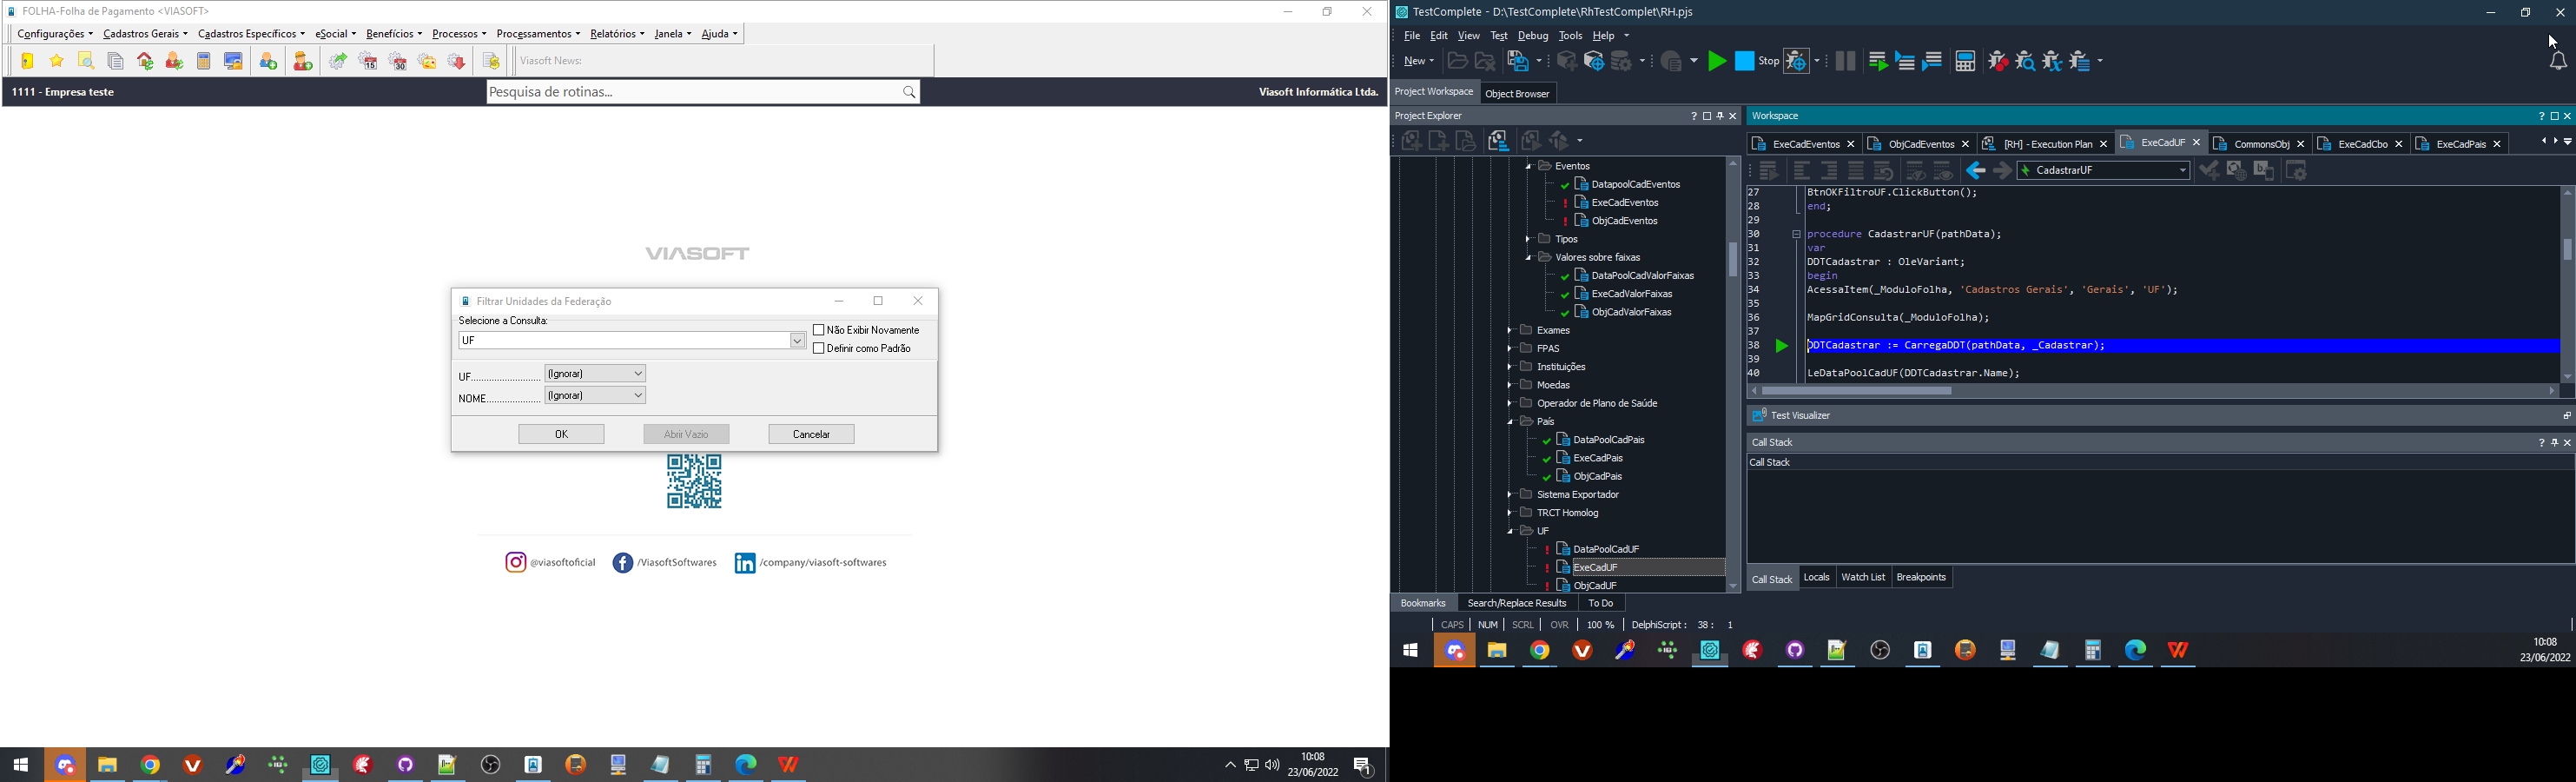 FOLHA-Folha de Pagamento <VIASOFT>
Configurações Cadastros Gerais Cadastros Específicos eSocial Benefícios Processos Processamentos Relatórios Janela Ajuda
15 30 Viasoft News:
1111 - Empresa teste Pesquisa de rotinas... Viasoft Informática Ltda.
VIASOFT
Filtrar Unidades da Federação
Selecione a Consulta:
UF
Não Exibir Novamente
Definir como Padrão
UF.......................... (Ignorar)
NOME.................... (Ignorar)
OK Abrir Vazio Cancelar
@viasoftoficial /ViasoftSoftwares /company/viasoft-softwares
10:08
23/06/2022
TestComplete - D:\TestComplete\RhTestComplet\RH.pjs
File Edit View Test Debug Tools Help
New Stop
Project Workspace Object Browser
Project Explorer
Eventos
DatapoolCadEventos
ExeCadEventos
ObjCadEventos
Tipos
Valores sobre faixas
DataPoolCadValorFaixas
ExeCadValorFaixas
ObjCadValorFaixas
Exames
FPAS
Instituições
Moedas
Operador de Plano de Saúde
País
DataPoolCadPais
ExeCadPais
ObjCadPais
Sistema Exportador
TRCT Homolog
UF
DataPoolCadUF
ExeCadUF
ObjCadUF
Bookmarks Search/Replace Results To Do
Workspace
ExeCadEventos ObjCadEventos [RH] - Execution Plan ExeCadUF CommonsObj ExeCadCbo ExeCadPais
CadastrarUF
27 BtnOKFiltroUF.ClickButton();
28 end;
29
30 procedure CadastrarUF(pathData);
31 var
32 DDTCadastrar : OleVariant;
33 begin
34 AcessaItem(_ModuloFolha, 'Cadastros Gerais', 'Gerais', 'UF');
35
36 MapGridConsulta(_ModuloFolha);
37
38 DDTCadastrar := CarregaDDT(pathData, _Cadastrar);
39
40 LeDataPoolCadUF(DDTCadastrar.Name);
Test Visualizer
Call Stack
Call Stack
Call Stack Locals Watch List Breakpoints
CAPS NUM SCRL OVR 100 % DelphiScript : 38 : 1
10:08
23/06/2022